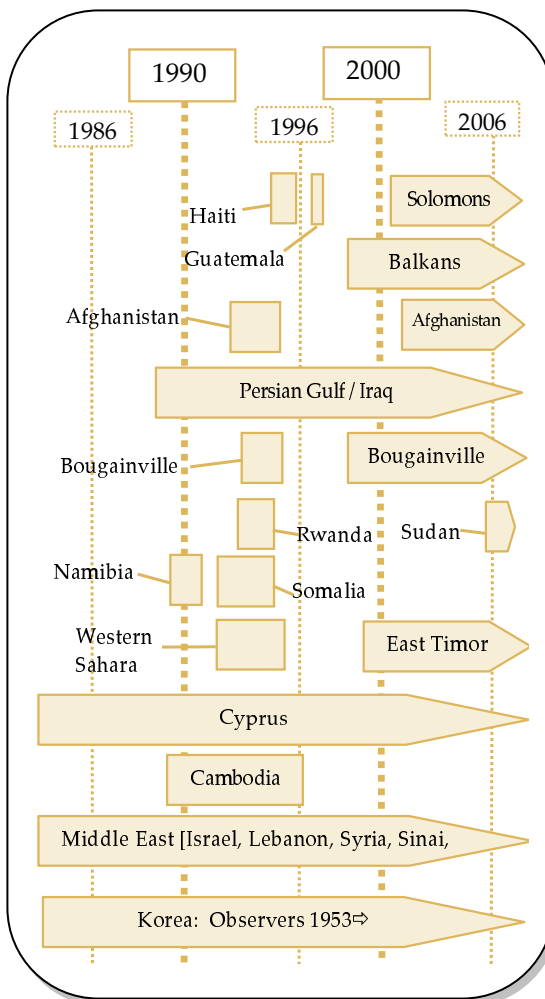 1990
2000
1986
1996
2006
Solomons
Haiti
Guatemala
Balkans
Afghanistan
Afghanistan
Persian Gulf / Iraq
Bougainville
Bougainville
Rwanda
Sudan
Namibia
Somalia
Western
Sahara
East Timor
Cyprus
Cambodia
Middle East [Israel, Lebanon, Syria, Sinai,
Korea: Observers 1953⇨